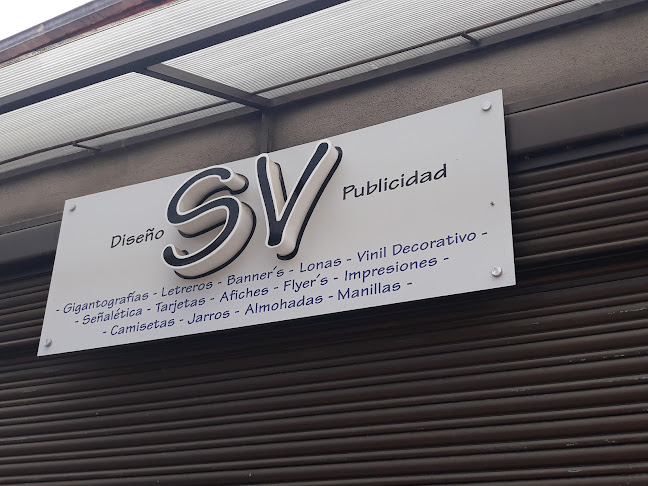 Diseño SV Publicidad
- Gigantografías - Letreros - Banner´s - Lonas - Vinil Decorativo -
- Señalética - Tarjetas - Afiches - Flyer´s - Impresiones -
- Camisetas - Jarros - Almohadas - Manillas -